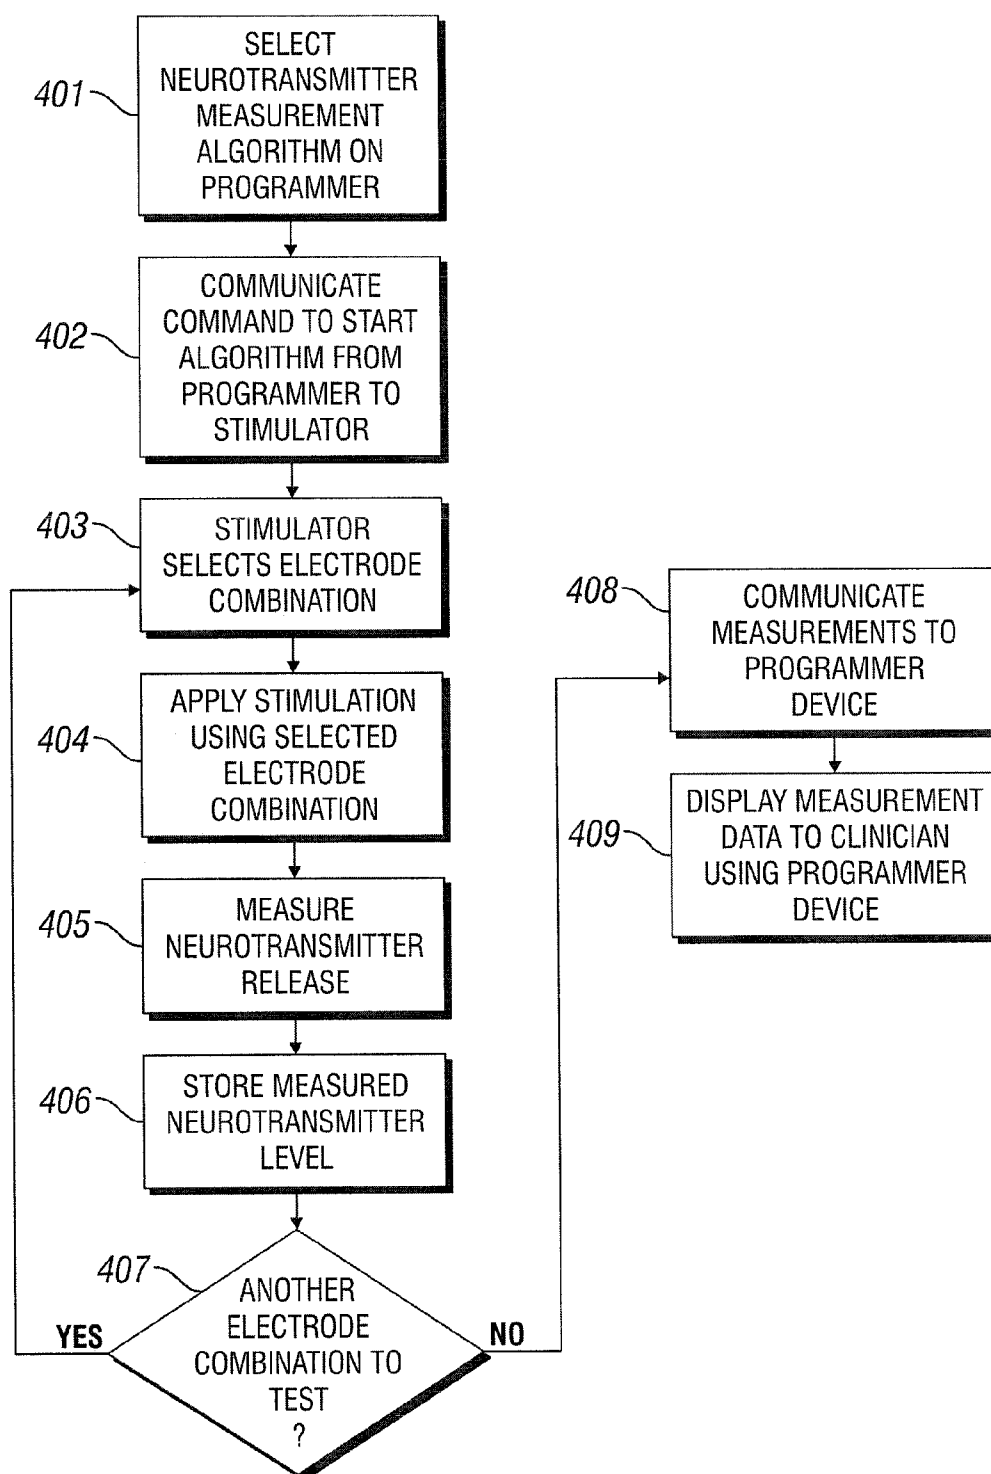 401
SELECT
NEUROTRANSMITTER
MEASUREMENT
ALGORITHM ON
PROGRAMMER
402
COMMUNICATE
COMMAND TO START
ALGORITHM FROM
PROGRAMMER TO
STIMULATOR
403
STIMULATOR
SELECTS ELECTRODE
COMBINATION
404
APPLY STIMULATION
USING SELECTED
ELECTRODE
COMBINATION
405
MEASURE
NEUROTRANSMITTER
RELEASE
406
STORE MEASURED
NEUROTRANSMITTER
LEVEL
407
ANOTHER
ELECTRODE
COMBINATION TO
TEST
?
YES
NO
408
COMMUNICATE
MEASUREMENTS TO
PROGRAMMER
DEVICE
409
DISPLAY MEASUREMENT
DATA TO CLINICIAN
USING PROGRAMMER
DEVICE